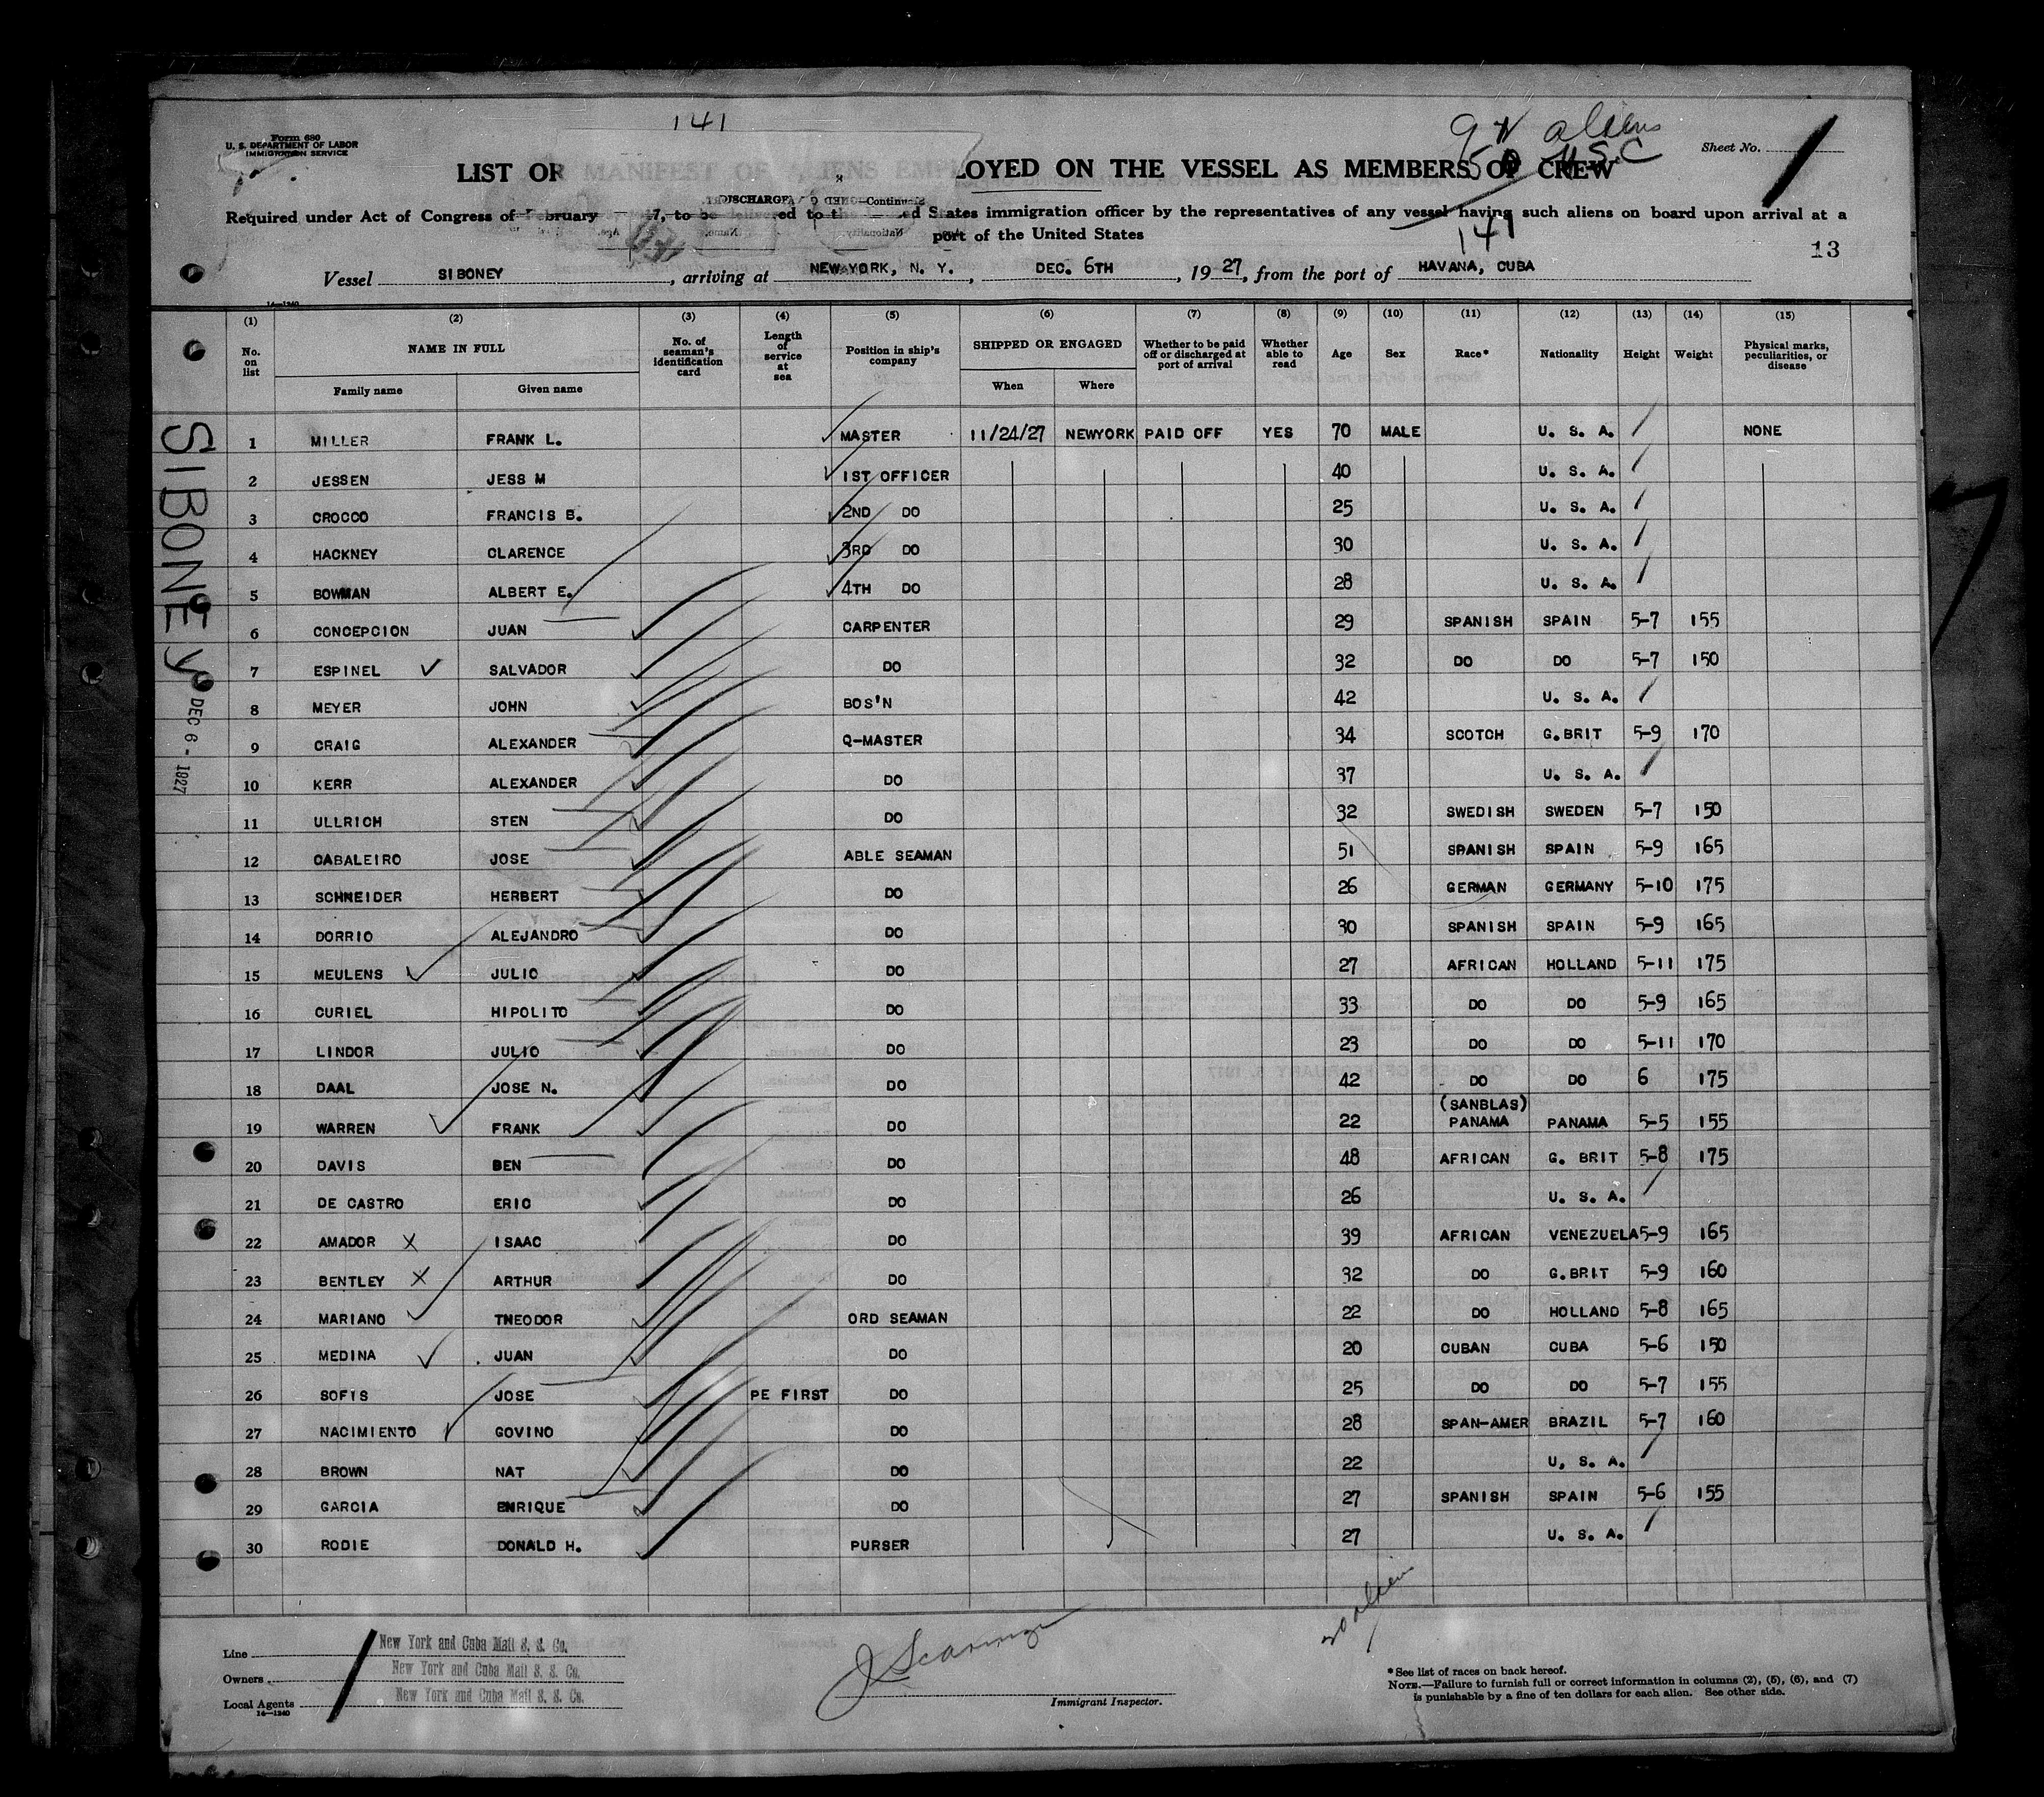 141
Form 680
U. S. DEPARTMENT OF LABOR
IMMIGRATION SERVICE
9 aliens
U.S.C
141
Sheet No. 1
LIST OR MANIFEST OF ALIENS EMPLOYED ON THE VESSEL AS MEMBERS OF CREW
Required under Act of Congress of February 7, to be delivered to the ed States immigration officer by the representatives of any vessel having such aliens on board upon arrival at a
port of the United States
13
Vessel SIBONEY, arriving at NEW YORK, N. Y., DEC. 6TH, 1927, from the port of HAVANA, CUBA
14—1240
(1) (2) (3) (4) (5) (6) (7) (8) (9) (10) (11) (12) (13) (14) (15)
No. on list NAME IN FULL Family name Given name No. of seaman's identification card Length of service at sea Position in ship's company SHIPPED OR ENGAGED When Where Whether to be paid off or discharged at port of arrival Whether able to read Age Sex Race* Nationality Height Weight Physical marks, peculiarities, or disease
1 MILLER FRANK L. MASTER 11/24/27 NEWYORK PAID OFF YES 70 MALE U. S. A. NONE
2 JESSEN JESS M 1ST OFFICER 40 U. S. A.
3 CROCCO FRANCIS B. 2ND DO 25 U. S. A.
4 HACKNEY CLARENCE 3RD DO 30 U. S. A.
5 BOWMAN ALBERT E. 4TH DO 28 U. S. A.
6 CONCEPCION JUAN CARPENTER 29 SPANISH SPAIN 5-7 155
7 ESPINEL SALVADOR DO 32 DO DO 5-7 150
8 MEYER JOHN BOS'N 42 U. S. A.
9 CRAIG ALEXANDER Q-MASTER 34 SCOTCH G.BRIT 5-9 170
10 KERR ALEXANDER DO 37 U. S. A.
11 ULLRICH STEN DO 32 SWEDISH SWEDEN 5-7 150
12 CABALEIRO JOSE ABLE SEAMAN 51 SPANISH SPAIN 5-9 165
13 SCHNEIDER HERBERT DO 26 GERMAN GERMANY 5-10 175
14 DORRIO ALEJANDRO DO 30 SPANISH SPAIN 5-9 165
15 MEULENS JULIO DO 27 AFRICAN HOLLAND 5-11 175
16 CURIEL HIPOLITO DO 33 DO DO 5-9 165
17 LINDOR JULIO DO 23 DO DO 5-11 170
18 DAAL JOSE N. DO 42 DO DO 6 175
19 WARREN FRANK DO 22 (SANBLAS) PANAMA PANAMA 5-5 155
20 DAVIS BEN DO 48 AFRICAN G. BRIT 5-8 175
21 DE CASTRO ERIC DO 26 U. S. A.
22 AMADOR X ISAAC DO 39 AFRICAN VENEZUELA 5-9 165
23 BENTLEY X ARTHUR DO 32 DO G.BRIT 5-9 160
24 MARIANO THEODOR ORD SEAMAN 22 DO HOLLAND 5-8 165
25 MEDINA JUAN DO 20 CUBAN CUBA 5-6 150
26 SOFIS JOSE PE FIRST DO 25 DO DO 5-7 155
27 NACIMIENTO GOVINO DO 28 SPAN-AMER BRAZIL 5-7 160
28 BROWN NAT DO 22 U. S. A.
29 GARCIA ENRIQUE DO 27 SPANISH SPAIN 5-6 155
30 RODIE DONALD H. PURSER 27 U. S. A.
SIBONEY
DEC 6 - 1927
Line New York and Cuba Mail S. S. Co.
Owners New York and Cuba Mail S. S. Co.
Local Agents New York and Cuba Mail S. S. Co.
14—1240
Immigrant Inspector.
20 aliens
*See list of races on back hereof.
NOTE.—Failure to furnish full or correct information in columns (2), (5), (6), and (7)
is punishable by a fine of ten dollars for each alien. See other side.